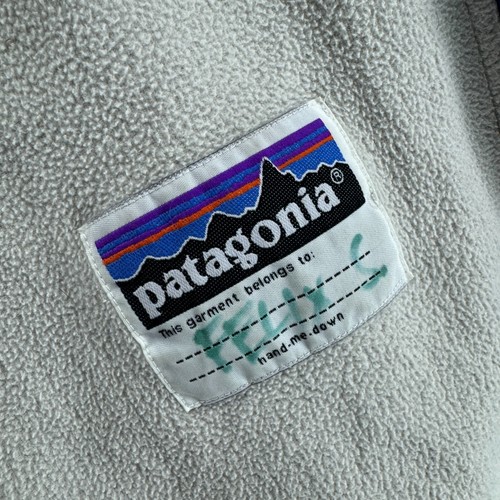 patagonia®
This garment belongs to:
FELIX S
hand-me.down